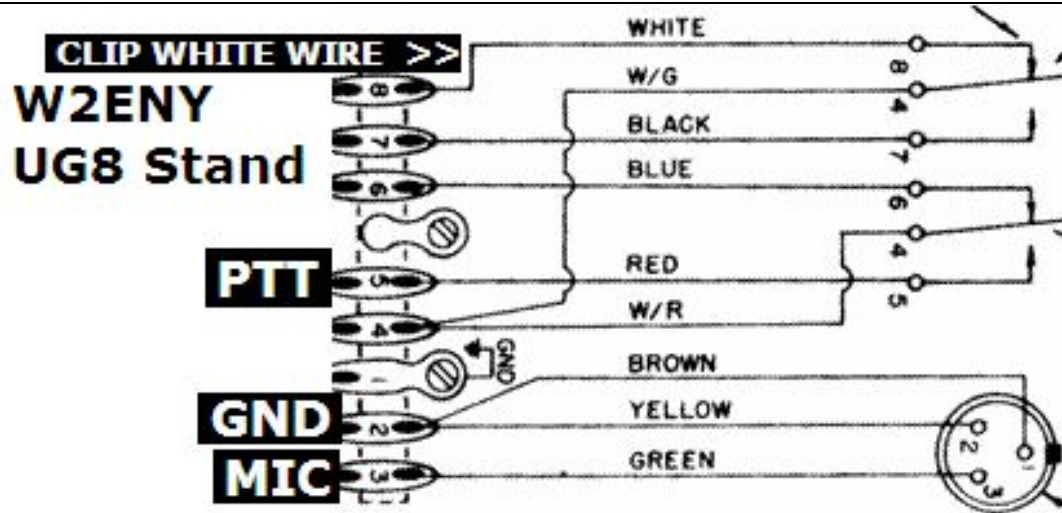 WHITE
CLIP WHITE WIRE >>
8
8
W/G
4
W2ENY
BLACK
7
7
UG8 Stand
BLUE
6
6
4
PTT
RED
5
5
W/R
4
GND
1
BROWN
GND
YELLOW
2
2
1
MIC
GREEN
3
3